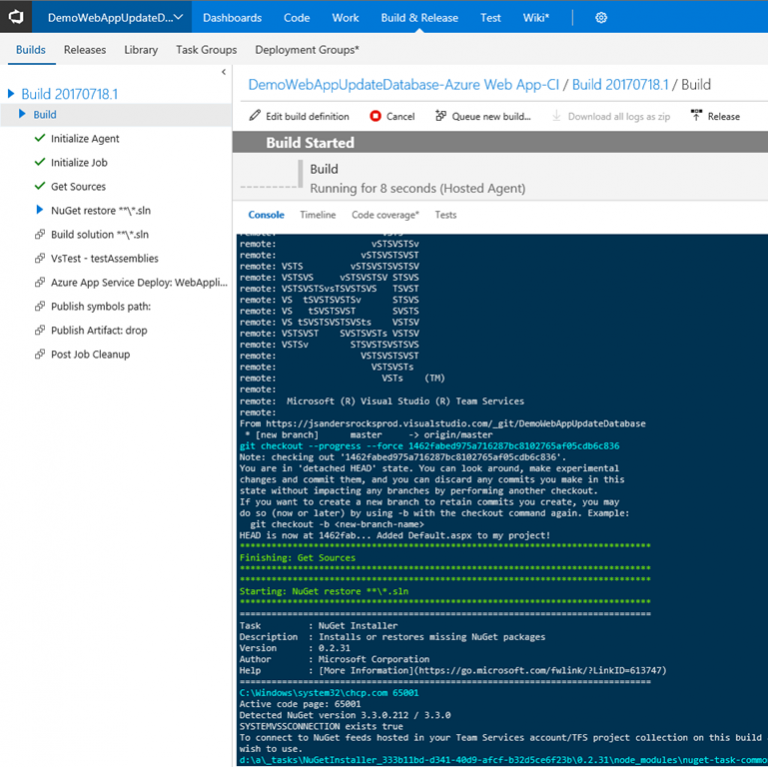 DemoWebAppUpdateD... Dashboards Code Work Build & Release Test Wiki*
Builds Releases Library Task Groups Deployment Groups*
Build 20170718.1
Build
Initialize Agent
Initialize Job
Get Sources
NuGet restore **\*.sln
Build solution **\*.sln
VsTest - testAssemblies
Azure App Service Deploy: WebAppli...
Publish symbols path:
Publish Artifact: drop
Post Job Cleanup
DemoWebAppUpdateDatabase-Azure Web App-CI / Build 20170718.1 / Build
Edit build definition Cancel Queue new build... Download all logs as zip Release
Build Started
Build
Running for 8 seconds (Hosted Agent)
Console Timeline Code coverage* Tests
remote: vSTSVSTSv
remote: vSTSVSTSVST
remote: VSTS vSTSVSTSVSTSV
remote: VSTSVS vSTSVSTSV STSVS
remote: VSTSVSTSvsTSVSTSVS TSVST
remote: VS tSVSTSVSTSv STSVS
remote: VS tSVSTSVST SVSTS
remote: VS tSVSTSVSTSVSts VSTSV
remote: VSTSVST SVSTSVSTs VSTSV
remote: VSTSv STSVSTSVSTSVS
remote: VSTSVSTSVST
remote: VSTSVSTs
remote: VSTs (TM)
remote:
remote: Microsoft (R) Visual Studio (R) Team Services
remote:
From https://jsandersrocksprod.visualstudio.com/_git/DemoWebAppUpdateDatabase
* [new branch] master -> origin/master
git checkout --progress --force 1462fabed975a716287bc8102765af05cdb6c836
Note: checking out '1462fabed975a716287bc8102765af05cdb6c836'.
You are in 'detached HEAD' state. You can look around, make experimental
changes and commit them, and you can discard any commits you make in this
state without impacting any branches by performing another checkout.
If you want to create a new branch to retain commits you create, you may
do so (now or later) by using -b with the checkout command again. Example:
git checkout -b <new-branch-name>
HEAD is now at 1462fab... Added Default.aspx to my project!
******************************************************************************
Finishing: Get Sources
******************************************************************************
******************************************************************************
Starting: NuGet restore **\*.sln
******************************************************************************
==============================================================================
Task : NuGet Installer
Description : Installs or restores missing NuGet packages
Version : 0.2.31
Author : Microsoft Corporation
Help : [More Information](https://go.microsoft.com/fwlink/?LinkID=613747)
==============================================================================
C:\Windows\system32\chcp.com 65001
Active code page: 65001
Detected NuGet version 3.3.0.212 / 3.3.0
SYSTEMVSSCONNECTION exists true
To connect to NuGet feeds hosted in your Team Services account/TFS project collection on this build
wish to use.
d:\a\_tasks\NuGetInstaller_333b11bd-d341-40d9-afcf-b32d5ce6f23b\0.2.31\node_modules\nuget-task-commo